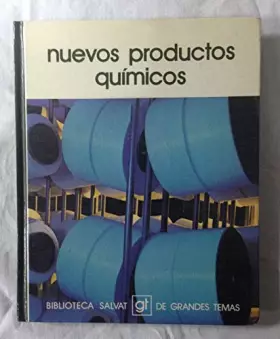 nuevos productos
químicos
BIBLIOTECA SALVAT gt DE GRANDES TEMAS